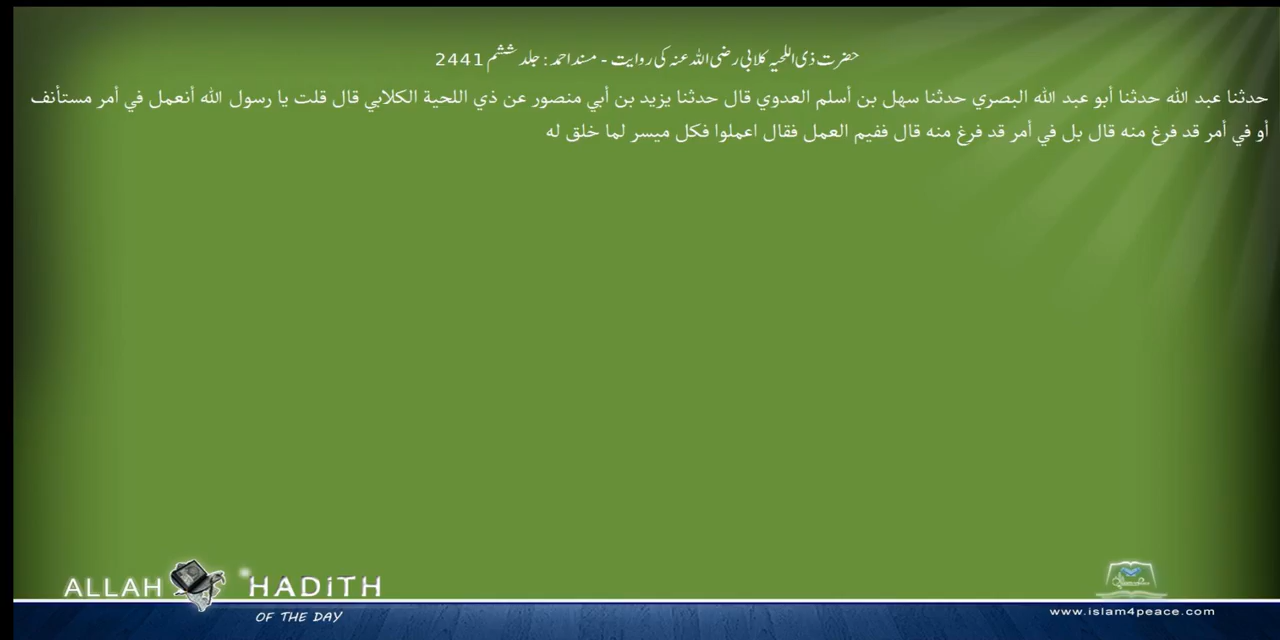 حضرت ذی اللحیہ کلابی رضی اللہ عنہ کی روایت - مسند احمد : جلد ششم 2441
حدثنا عبد الله حدثنا أبو عبد الله البصري حدثنا سهل بن أسلم العدوي قال حدثنا يزيد بن أبي منصور عن ذي اللحية الكلابي قال قلت يا رسول الله أنعمل في أمر مستأنف
أو في أمر قد فرغ منه قال بل في أمر قد فرغ منه قال ففيم العمل فقال اعملوا فكل ميسر لما خلق له
ALLAH HADITH
OF THE DAY
www.islam4peace.com